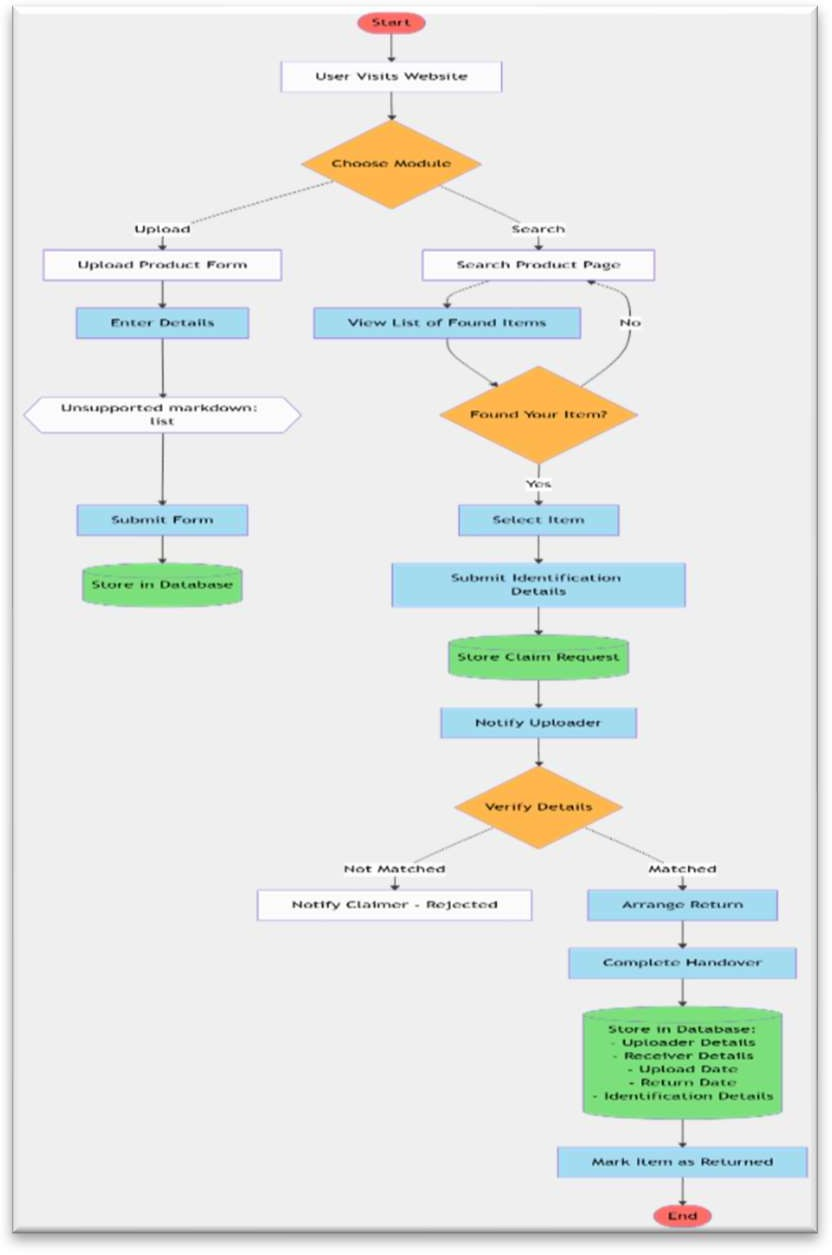 Start
User Visits Website
Choose Module
Upload
Search
Upload Product Form
Search Product Page
Enter Details
View List of Found Items
No
Unsupported markdown:
list
Found Your Item?
Yes
Submit Form
Select Item
Store in Database
Submit Identification
Details
Store Claim Request
Notify Uploader
Verify Details
Not Matched
Matched
Notify Claimer - Rejected
Arrange Return
Complete Handover
Store in Database:
- Uploader Details
- Receiver Details
- Upload Date
- Return Date
- Identification Details
Mark Item as Returned
End